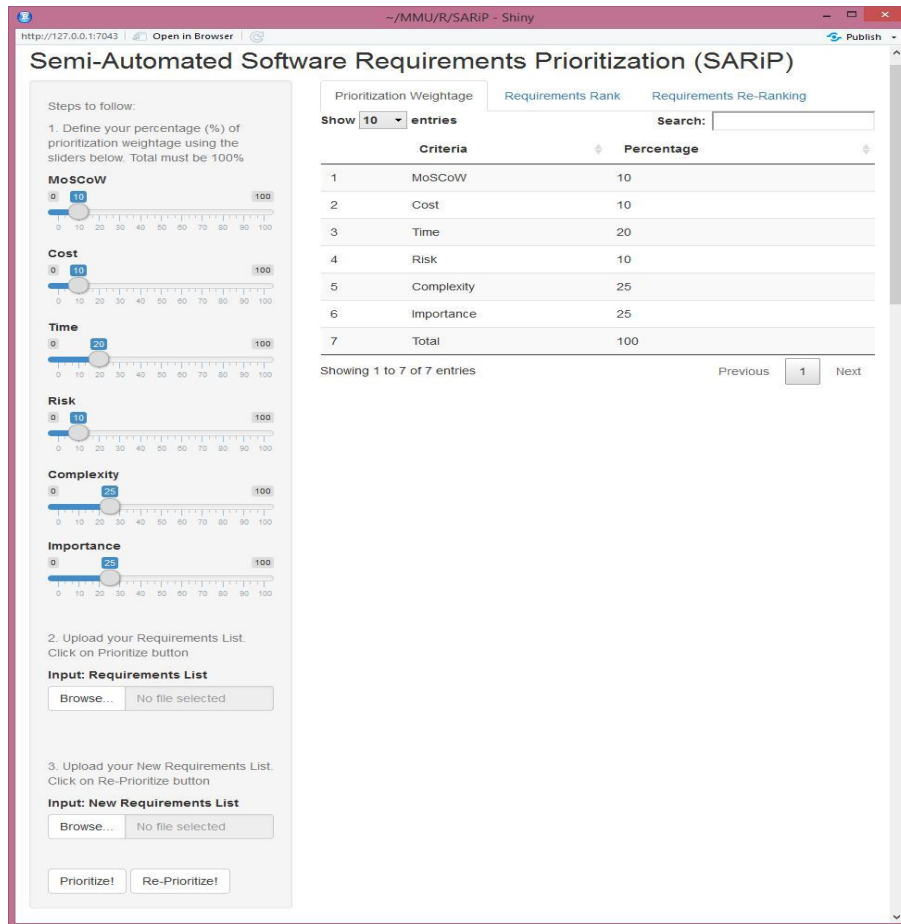 ~/MMU/R/SARiP - Shiny
http://127.0.0.1:7043 Open in Browser Publish
Semi-Automated Software Requirements Prioritization (SARiP)
Steps to follow:
1. Define your percentage (%) of
prioritization weightage using the
sliders below. Total must be 100%
MoSCoW
0 10 100
0 10 20 30 40 50 60 70 80 90 100
Cost
0 10 100
0 10 20 30 40 50 60 70 80 90 100
Time
0 20 100
0 10 20 30 40 50 60 70 80 90 100
Risk
0 10 100
0 10 20 30 40 50 60 70 80 90 100
Complexity
0 25 100
0 10 20 30 40 50 60 70 80 90 100
Importance
0 25 100
0 10 20 30 40 50 60 70 80 90 100
2. Upload your Requirements List.
Click on Prioritize button
Input: Requirements List
Browse... No file selected
3. Upload your New Requirements List.
Click on Re-Prioritize button
Input: New Requirements List
Browse... No file selected
Prioritize! Re-Prioritize!
Prioritization Weightage Requirements Rank Requirements Re-Ranking
Show 10 entries Search:
Criteria Percentage
1 MoSCoW 10
2 Cost 10
3 Time 20
4 Risk 10
5 Complexity 25
6 Importance 25
7 Total 100
Showing 1 to 7 of 7 entries Previous 1 Next